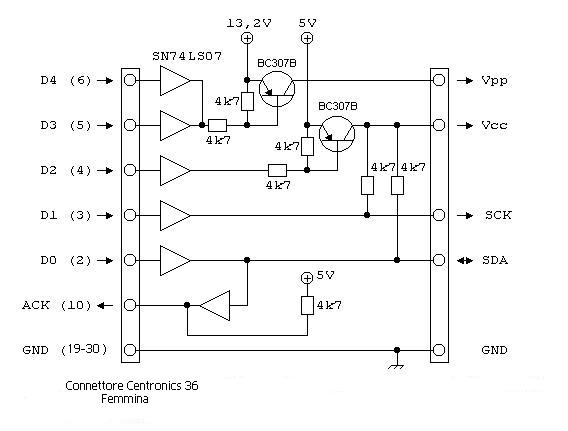 13,2V 5V
SN74LS07
BC307B
D4 (6) Vpp
4k7
BC307B
D3 (5) Vcc
4k7
4k7
D2 (4) 4k7 4k7
4k7
D1 (3) SCK
D0 (2) SDA
5V
ACK (10) 4k7
GND (19-30) GND
Connettore Centronics 36
Femmina